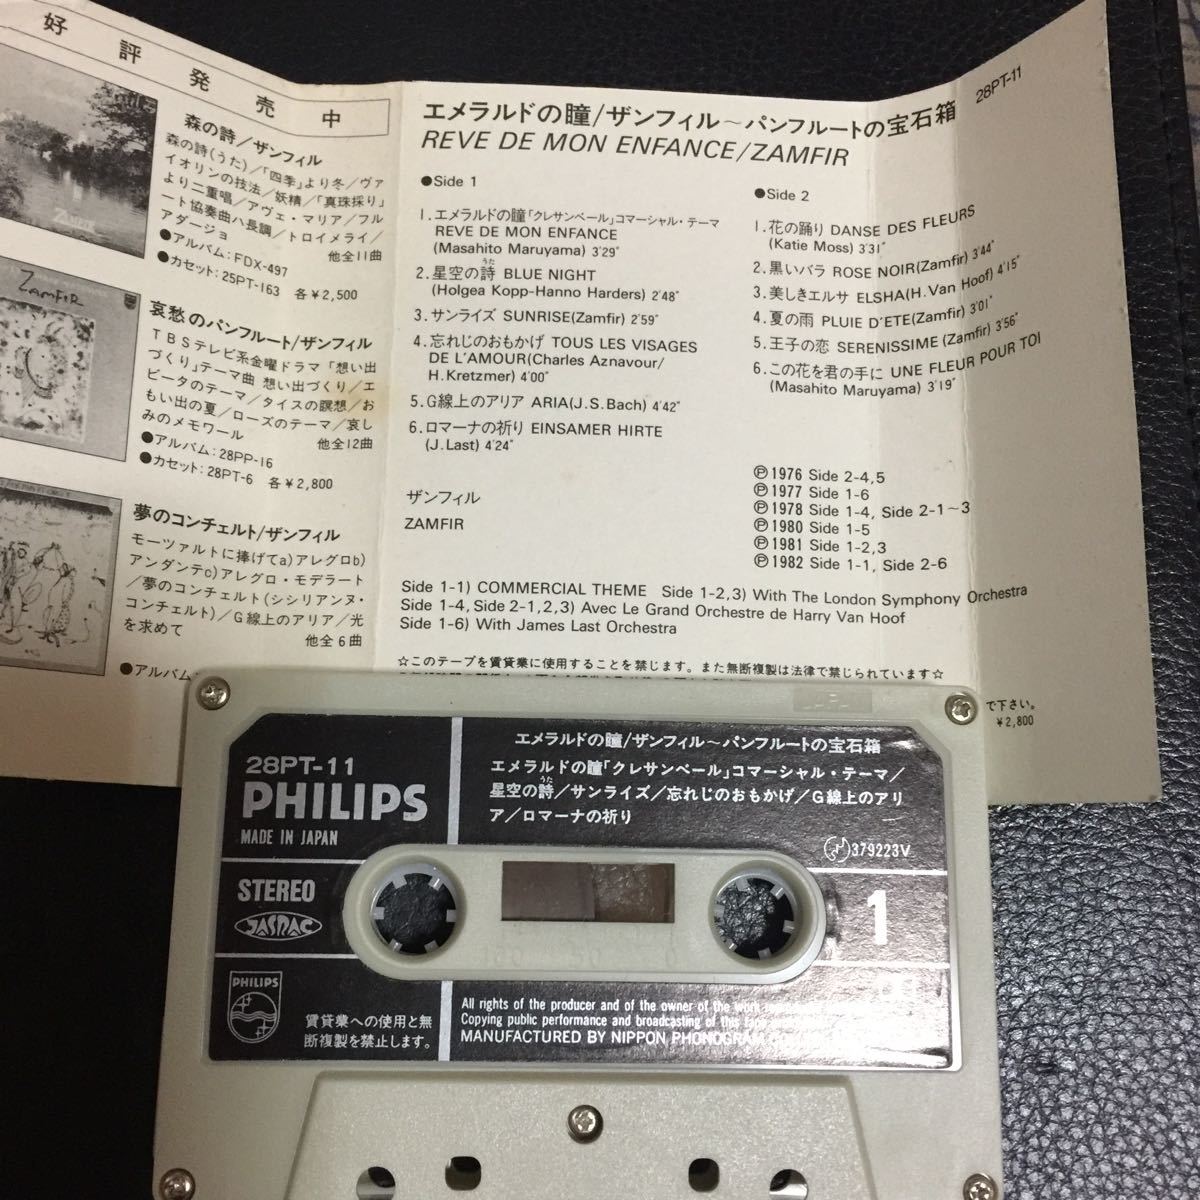 好評発売中
森の詩/ザンフィル
森の詩(うた)/「四季」より冬/ヴァ
イオリンの技法/妖精/「真珠採り」
より二重唱/アヴェ・マリア/フル
ート協奏曲ハ長調/トロイメライ/
アダージョ 他全11曲
●アルバム:FDX-497
●カセット:25PT-163 各¥2,500
Zamfir
哀愁のパンフルート/ザンフィル
TBSテレビ系金曜ドラマ「想い出
づくり」テーマ曲 想い出づくり/エ
ピータのテーマ/タイスの瞑想/お
もい出の夏/ローズのテーマ/哀し
みのメモワール 他全12曲
●アルバム:28PP-16
●カセット:28PT-6 各¥2,800
夢のコンチェルト/ザンフィル
モーツァルトに捧げてa)アレグロb)
アンダンテc)アレグロ・モデラート
/夢のコンチェルト(シシリアンヌ・
コンチェルト)/G線上のアリア/光
を求めて 他全6曲
●アルバム:
28PT-11
エメラルドの瞳/ザンフィル~パンフルートの宝石箱
REVE DE MON ENFANCE/ZAMFIR
●Side 1
1.エメラルドの瞳「クレサンベール」コマーシャル・テーマ
REVE DE MON ENFANCE
(Masahito Maruyama) 3'29"
うた
2.星空の詩 BLUE NIGHT
(Holgea Kopp-Hanno Harders) 2'48"
3.サンライズ SUNRISE(Zamfir) 2'59"
4.忘れじのおもかげ TOUS LES VISAGES
DE L'AMOUR(Charles Aznavour/
H.Kretzmer) 4'00"
5.G線上のアリア ARIA(J.S.Bach) 4'42"
6.ロマーナの祈り EINSAMER HIRTE
(J.Last) 4'24"
●Side 2
1.花の踊り DANSE DES FLEURS
(Katie Moss) 3'31"
2.黒いバラ ROSE NOIR(Zamfir) 3'44"
3.美しきエルサ ELSHA(H.Van Hoof) 4'15"
4.夏の雨 PLUIE D'ETE(Zamfir) 3'01"
5.王子の恋 SERENISSIME(Zamfir) 3'56"
6.この花を君の手に UNE FLEUR POUR TOI
(Masahito Maruyama) 3'19"
ザンフィル
ZAMFIR
℗1976 Side 2-4,5
℗1977 Side 1-6
℗1978 Side 1-4, Side 2-1~3
℗1980 Side 1-5
℗1981 Side 1-2,3
℗1982 Side 1-1, Side 2-6
Side 1-1) COMMERCIAL THEME Side 1-2,3) With The London Symphony Orchestra
Side 1-4, Side 2-1,2,3) Avec Le Grand Orchestre de Harry Van Hoof
Side 1-6) With James Last Orchestra
☆このテープを賃貸業に使用することを禁じます。また無断複製は法律で禁じられています☆
で下さい。
¥2,800
28PT-11
PHILIPS
MADE IN JAPAN
エメラルドの瞳/ザンフィル~パンフルートの宝石箱
エメラルドの瞳「クレサンベール」コマーシャル・テーマ/
うた
星空の詩/サンライズ/忘れじのおもかげ/G線上のアリ
ア/ロマーナの祈り
379223V
STEREO
JASRAC
1
100 50 0
PHILIPS
賃貸業への使用と無
断複製を禁止します。
All rights of the producer and of the owner of the work
Copying public performance and broadcasting of this tape
MANUFACTURED BY NIPPON PHONOGRAM